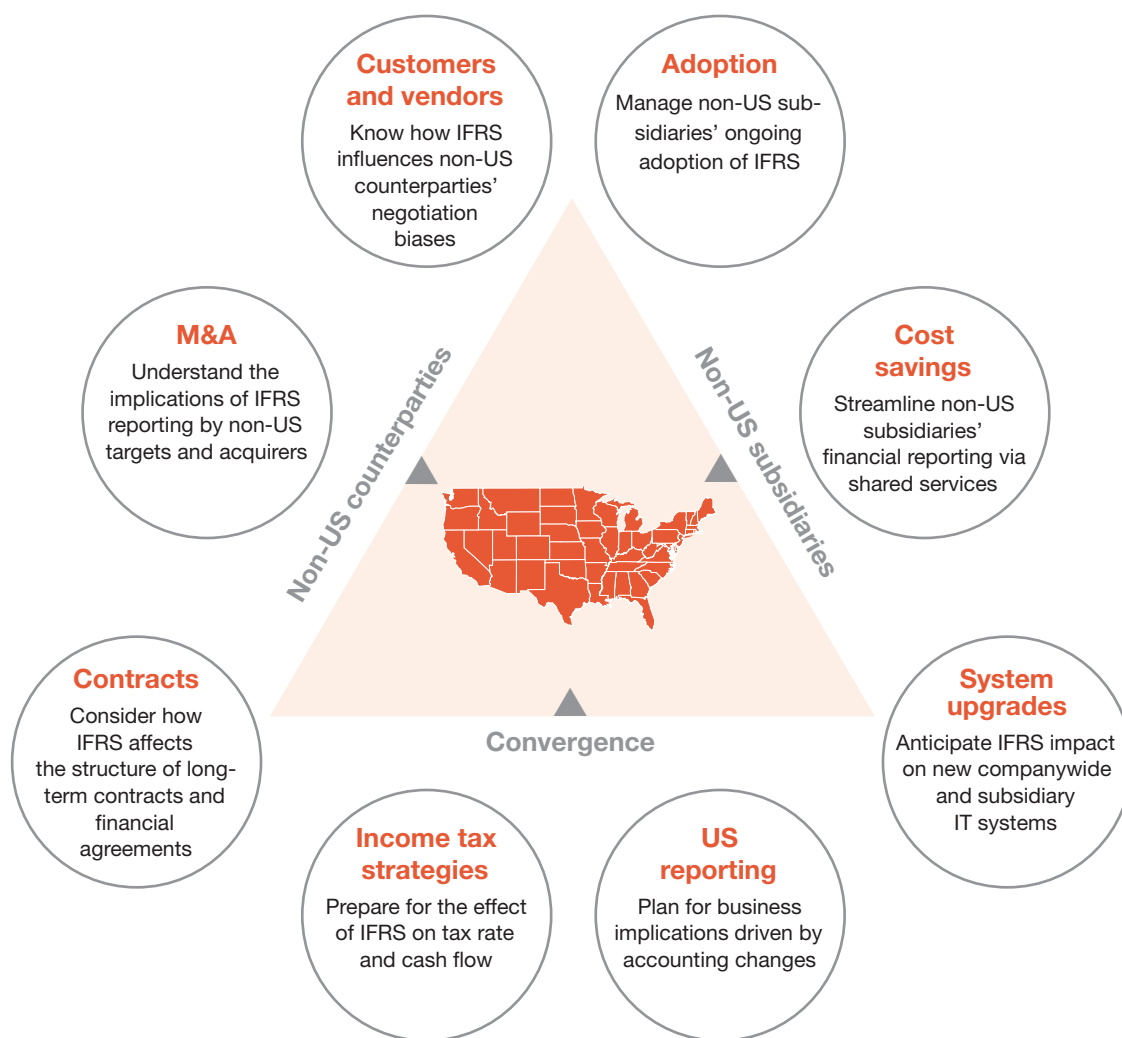 Customers
and vendors
Know how IFRS
influences non-US
counterparties’
negotiation
biases
Adoption
Manage non-US sub-
sidiaries’ ongoing
adoption of IFRS
M&A
Understand the
implications of IFRS
reporting by non-US
targets and acquirers
Non-US counterparties
Non-US subsidiaries
Cost
savings
Streamline non-US
subsidiaries’
financial reporting via
shared services
Contracts
Consider how
IFRS affects
the structure of long-
term contracts and
financial
agreements
Convergence
System
upgrades
Anticipate IFRS impact
on new companywide
and subsidiary
IT systems
Income tax
strategies
Prepare for the effect
of IFRS on tax rate
and cash flow
US
reporting
Plan for business
implications driven by
accounting changes